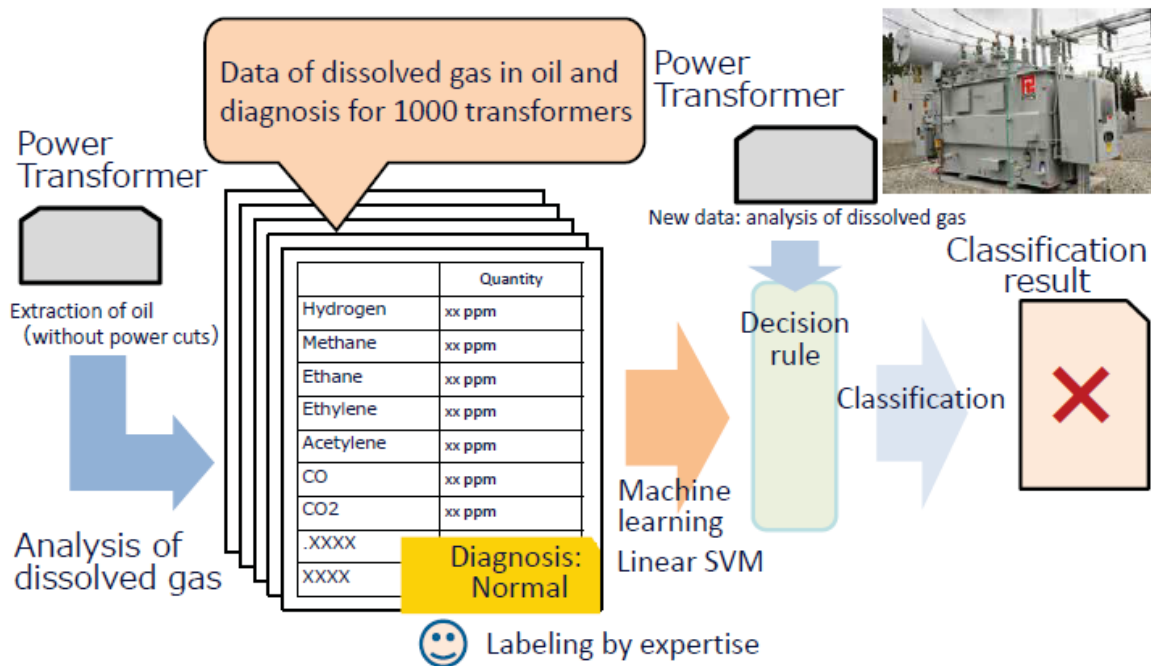 Data of dissolved gas in oil and
diagnosis for 1000 transformers
Power
Transformer
Extraction of oil
(without power cuts)
Analysis of
dissolved gas
Quantity
Hydrogen xx ppm
Methane xx ppm
Ethane xx ppm
Ethylene xx ppm
Acetylene xx ppm
CO xx ppm
CO2 xx ppm
.XXXX
XXXX
Diagnosis:
Normal
Labeling by expertise
Machine
learning
Linear SVM
Power
Transformer
New data: analysis of dissolved gas
Decision
rule
Classification
Classification
result